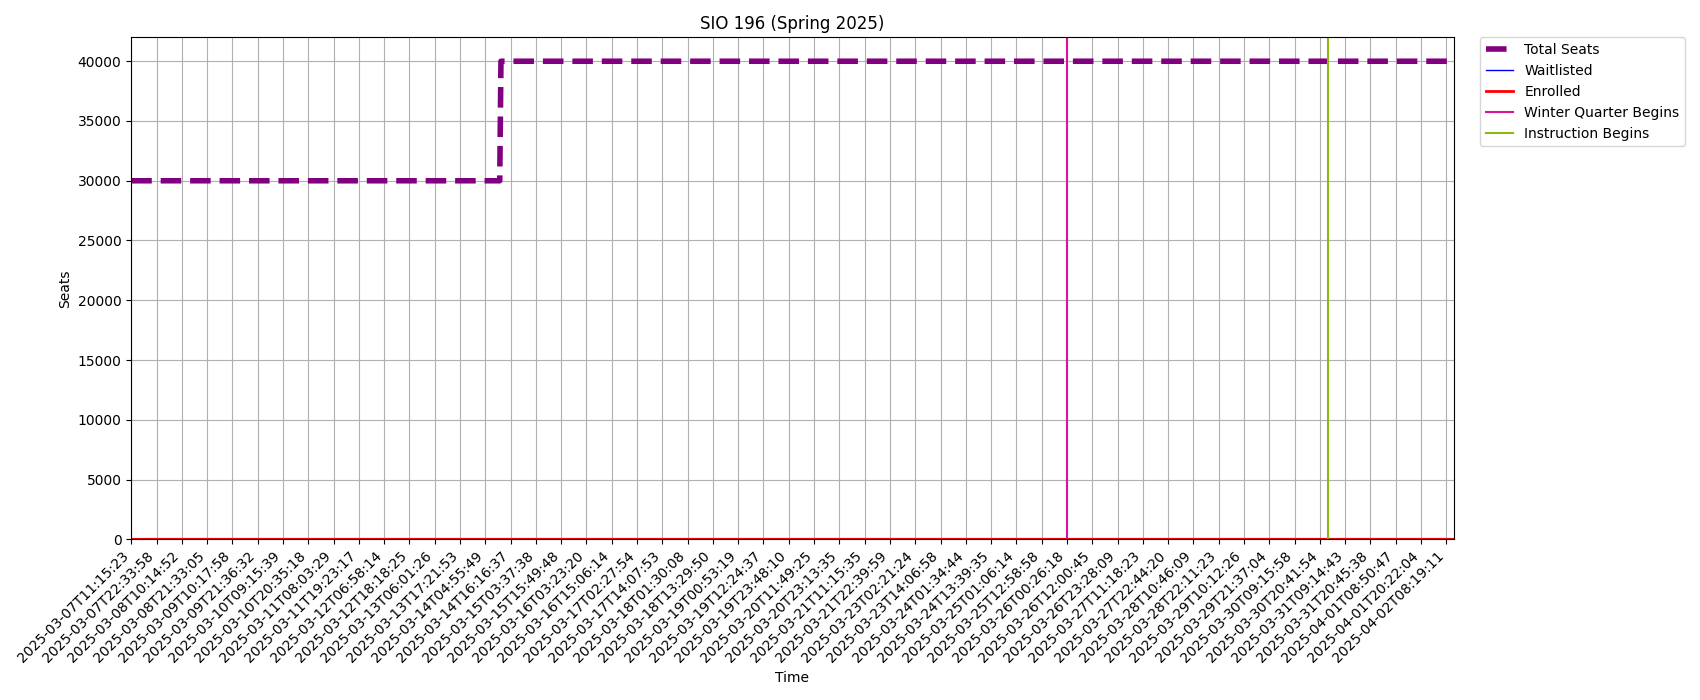 SIO 196 (Spring 2025)
Total Seats
Waitlisted
Enrolled
Winter Quarter Begins
Instruction Begins
40000
35000
30000
25000
20000
15000
10000
5000
0
Seats
2025-03-07T11:15:23
2025-03-07T22:33:58
2025-03-08T10:14:52
2025-03-08T21:33:05
2025-03-09T10:17:58
2025-03-09T21:36:32
2025-03-10T09:15:39
2025-03-10T20:35:18
2025-03-11T08:03:29
2025-03-11T19:23:17
2025-03-12T06:58:14
2025-03-12T18:18:25
2025-03-13T06:01:26
2025-03-13T17:21:53
2025-03-14T04:55:49
2025-03-14T16:16:37
2025-03-15T03:37:38
2025-03-15T15:49:48
2025-03-16T03:23:20
2025-03-16T15:06:14
2025-03-17T02:27:54
2025-03-17T14:07:53
2025-03-18T01:30:08
2025-03-18T13:29:50
2025-03-19T00:53:19
2025-03-19T12:24:37
2025-03-19T23:48:10
2025-03-20T11:49:25
2025-03-20T23:13:35
2025-03-21T11:15:35
2025-03-21T22:39:59
2025-03-23T02:21:24
2025-03-23T14:06:58
2025-03-24T01:34:44
2025-03-24T13:39:35
2025-03-25T01:06:14
2025-03-25T12:58:58
2025-03-26T00:26:18
2025-03-26T12:00:45
2025-03-26T23:28:09
2025-03-27T11:18:23
2025-03-27T22:44:20
2025-03-28T10:46:09
2025-03-28T22:11:23
2025-03-29T10:12:26
2025-03-29T21:37:04
2025-03-30T09:15:58
2025-03-30T20:41:54
2025-03-31T09:14:43
2025-03-31T20:45:38
2025-04-01T08:50:47
2025-04-01T20:22:04
2025-04-02T08:19:11
Time